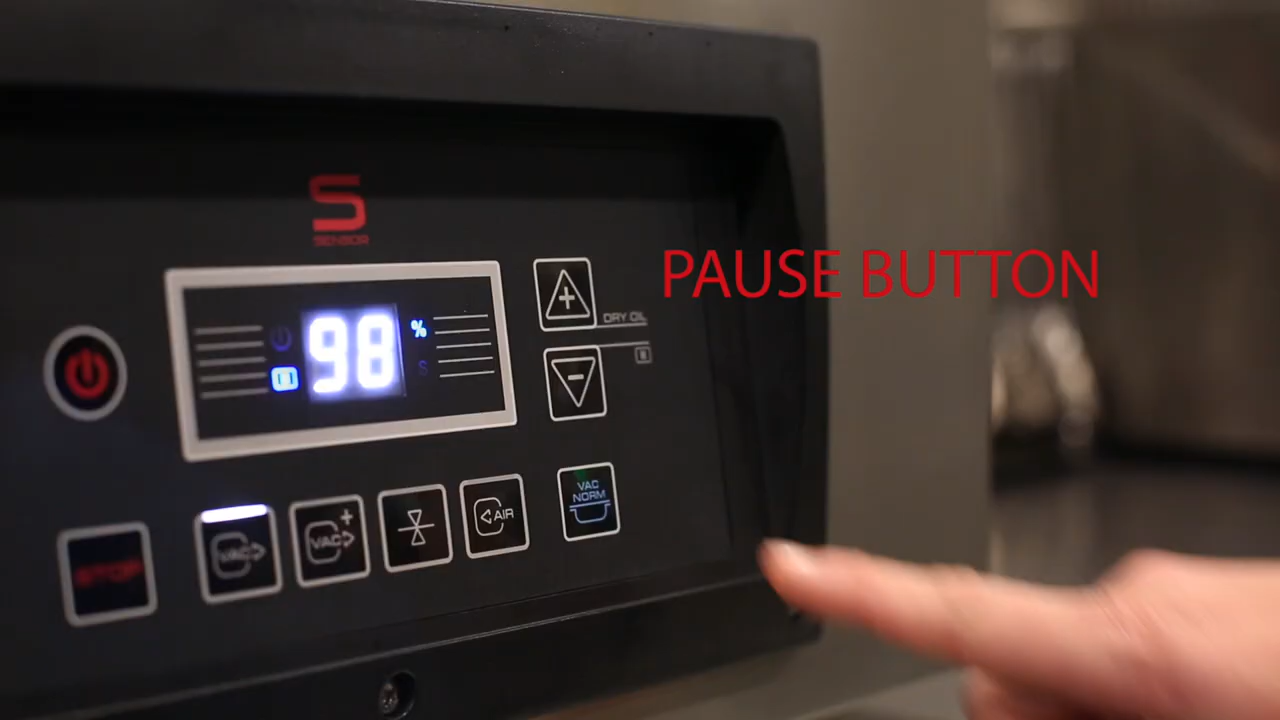 S
SENSOR
PAUSE BUTTON
DRY OIL
98
%
S
STOP
VAC
VAC+
AIR
VAC
NORM